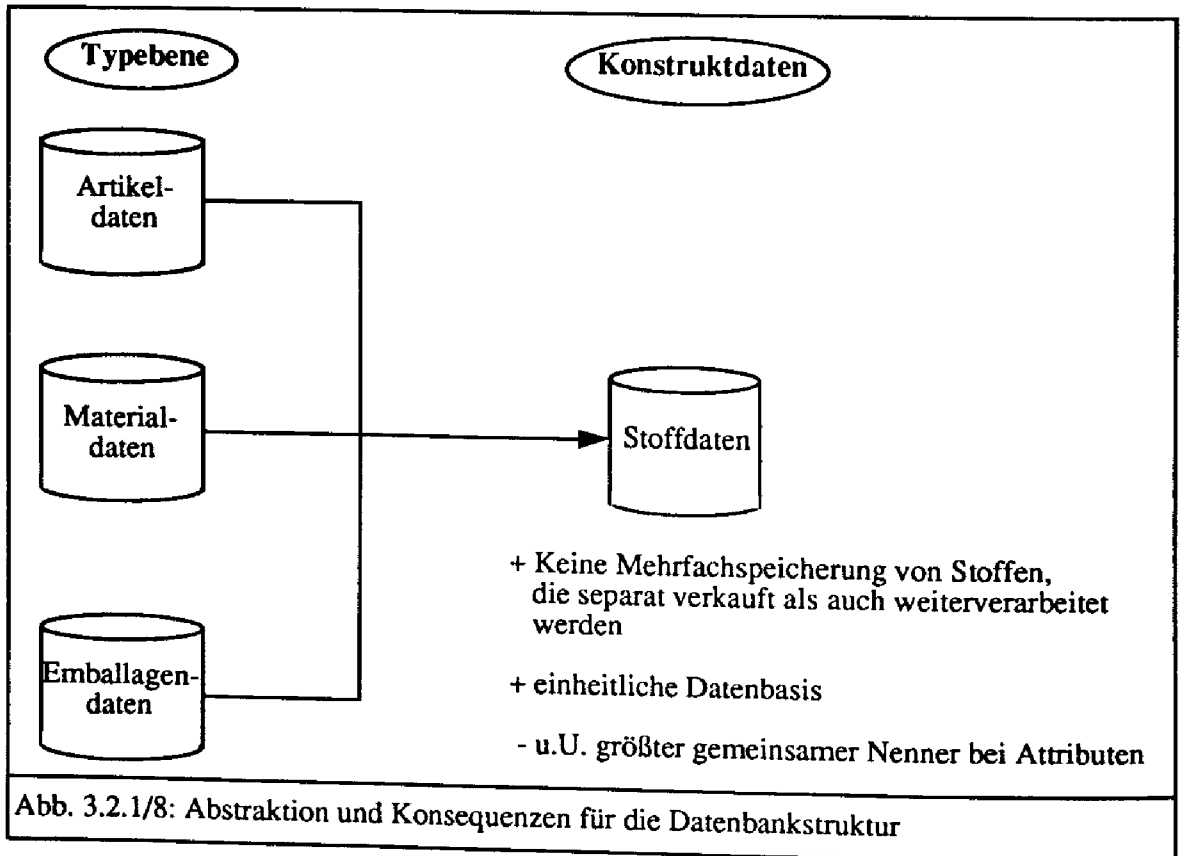 Typebene
Konstruktdaten
Artikel-
daten
Material-
daten
Stoffdaten
Emballagen-
daten
+ Keine Mehrfachspeicherung von Stoffen,
die separat verkauft als auch weiterverarbeitet
werden
+ einheitliche Datenbasis
- u.U. größter gemeinsamer Nenner bei Attributen
Abb. 3.2.1/8: Abstraktion und Konsequenzen für die Datenbankstruktur